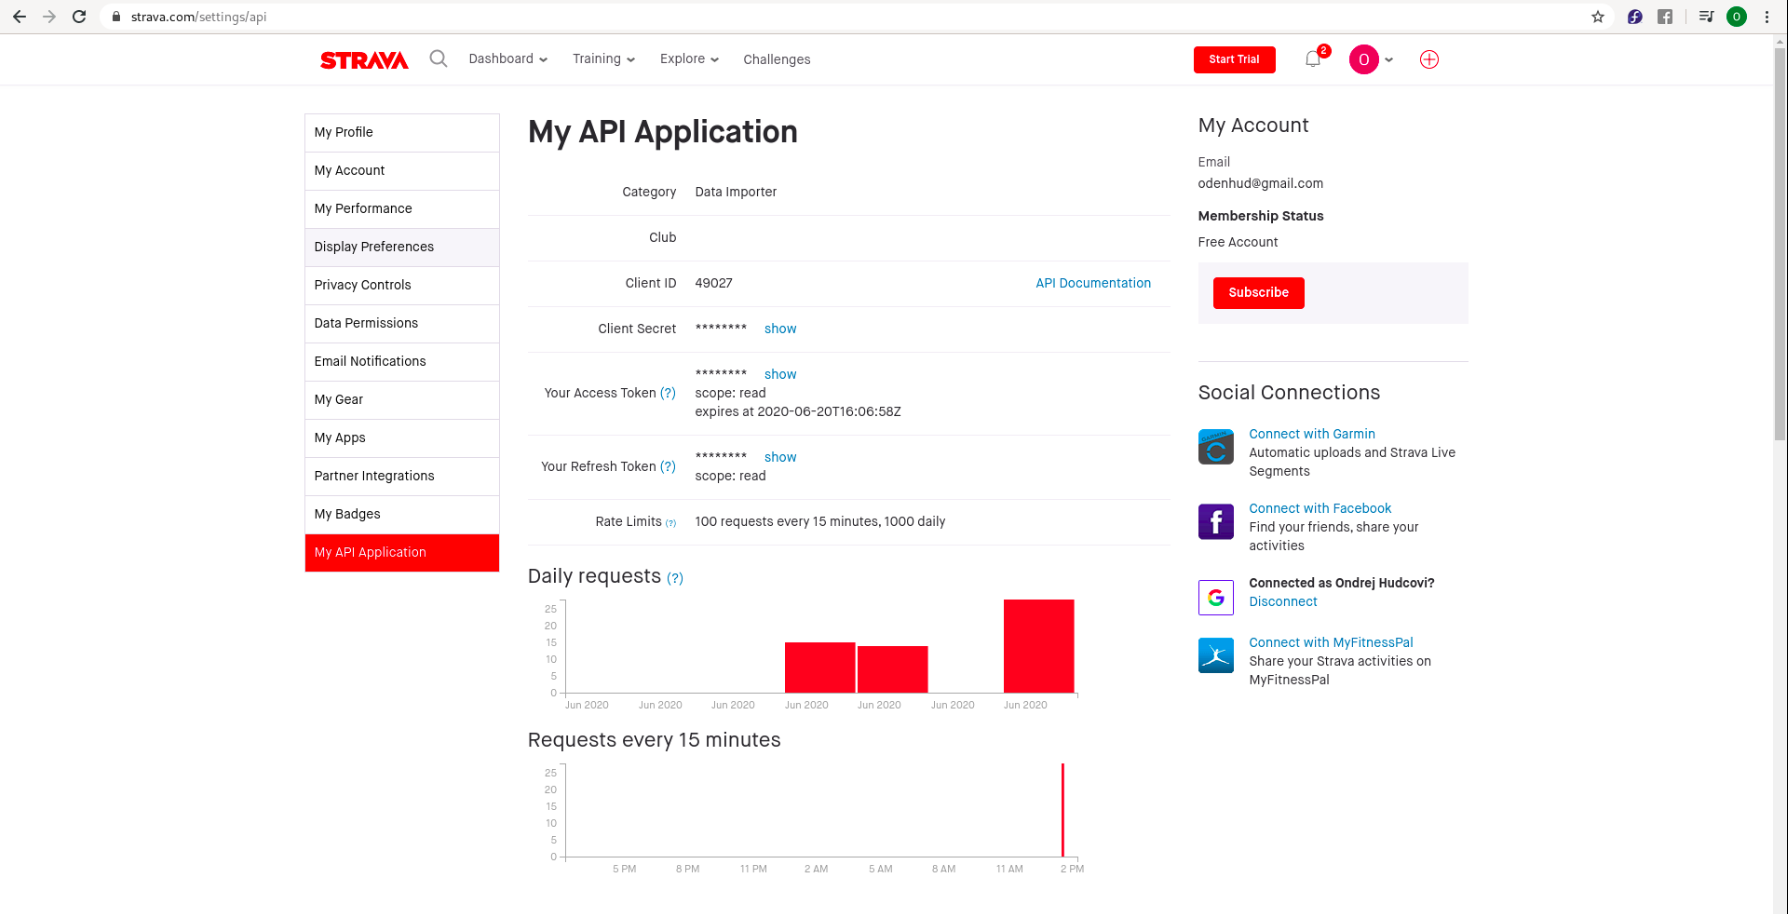 strava.com/settings/api
O
STRAVA
Dashboard
Training
Explore
Challenges
Start Trial
2
O
My Profile
My Account
My Performance
Display Preferences
Privacy Controls
Data Permissions
Email Notifications
My Gear
My Apps
Partner Integrations
My Badges
My API Application
My API Application
Category Data Importer
Club
Client ID 49027 API Documentation
Client Secret ******** show
******** show
Your Access Token (?) scope: read
expires at 2020-06-20T16:06:58Z
******** show
Your Refresh Token (?)
scope: read
Rate Limits (?) 100 requests every 15 minutes, 1000 daily
Daily requests (?)
25
20
15
10
5
0
Jun 2020 Jun 2020 Jun 2020 Jun 2020 Jun 2020 Jun 2020 Jun 2020
Requests every 15 minutes
25
20
15
10
5
0
5 PM 8 PM 11 PM 2 AM 5 AM 8 AM 11 AM 2 PM
My Account
Email
odenhud@gmail.com
Membership Status
Free Account
Subscribe
Social Connections
Connect with Garmin
Automatic uploads and Strava Live
Segments
Connect with Facebook
Find your friends, share your
activities
Connected as Ondrej Hudcovi?
Disconnect
Connect with MyFitnessPal
Share your Strava activities on
MyFitnessPal